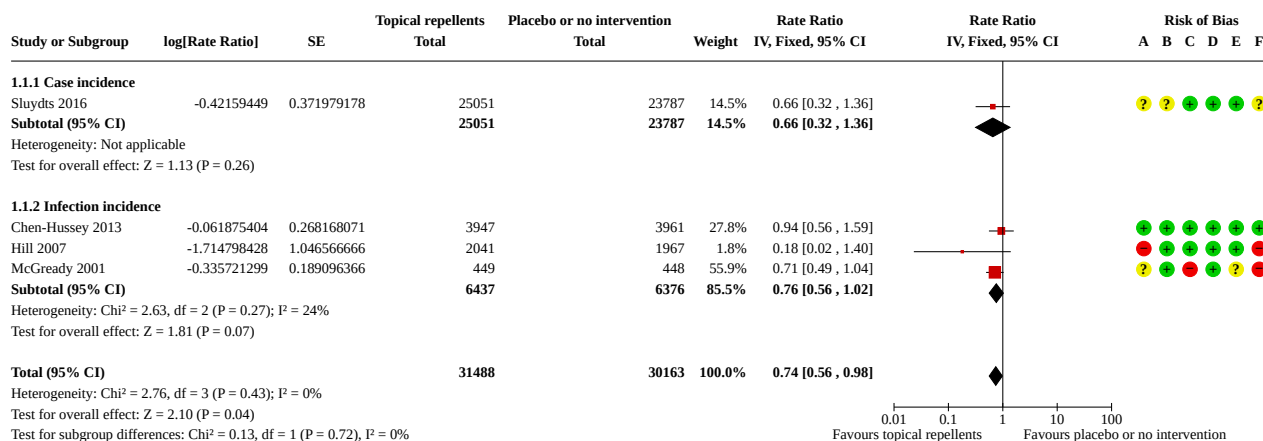 Topical repellents Placebo or no intervention Rate Ratio Rate Ratio Risk of Bias
Study or Subgroup log[Rate Ratio] SE Total Total Weight IV, Fixed, 95% CI IV, Fixed, 95% CI A B C D E F
1.1.1 Case incidence
Sluydts 2016 -0.42159449 0.371979178 25051 23787 14.5% 0.66 [0.32 , 1.36] ? ? + + + ?
Subtotal (95% CI) 25051 23787 14.5% 0.66 [0.32 , 1.36]
Heterogeneity: Not applicable
Test for overall effect: Z = 1.13 (P = 0.26)
1.1.2 Infection incidence
Chen-Hussey 2013 -0.061875404 0.268168071 3947 3961 27.8% 0.94 [0.56 , 1.59] + + + + + +
Hill 2007 -1.714798428 1.046566666 2041 1967 1.8% 0.18 [0.02 , 1.40] − + + + + −
McGready 2001 -0.335721299 0.189096366 449 448 55.9% 0.71 [0.49 , 1.04] ? + − + ? −
Subtotal (95% CI) 6437 6376 85.5% 0.76 [0.56 , 1.02]
Heterogeneity: Chi² = 2.63, df = 2 (P = 0.27); I² = 24%
Test for overall effect: Z = 1.81 (P = 0.07)
Total (95% CI) 31488 30163 100.0% 0.74 [0.56 , 0.98]
Heterogeneity: Chi² = 2.76, df = 3 (P = 0.43); I² = 0%
Test for overall effect: Z = 2.10 (P = 0.04)
Test for subgroup differences: Chi² = 0.13, df = 1 (P = 0.72), I² = 0%
0.01 0.1 1 10 100
Favours topical repellents Favours placebo or no intervention